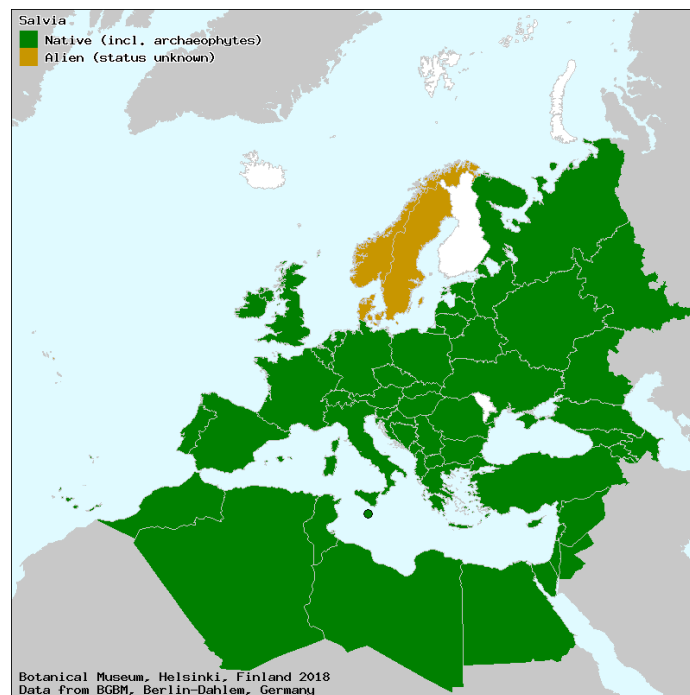 Salvia
Native (incl. archaeophytes)
Alien (status unknown)
Botanical Museum, Helsinki, Finland 2018
Data from BGBM, Berlin-Dahlem, Germany